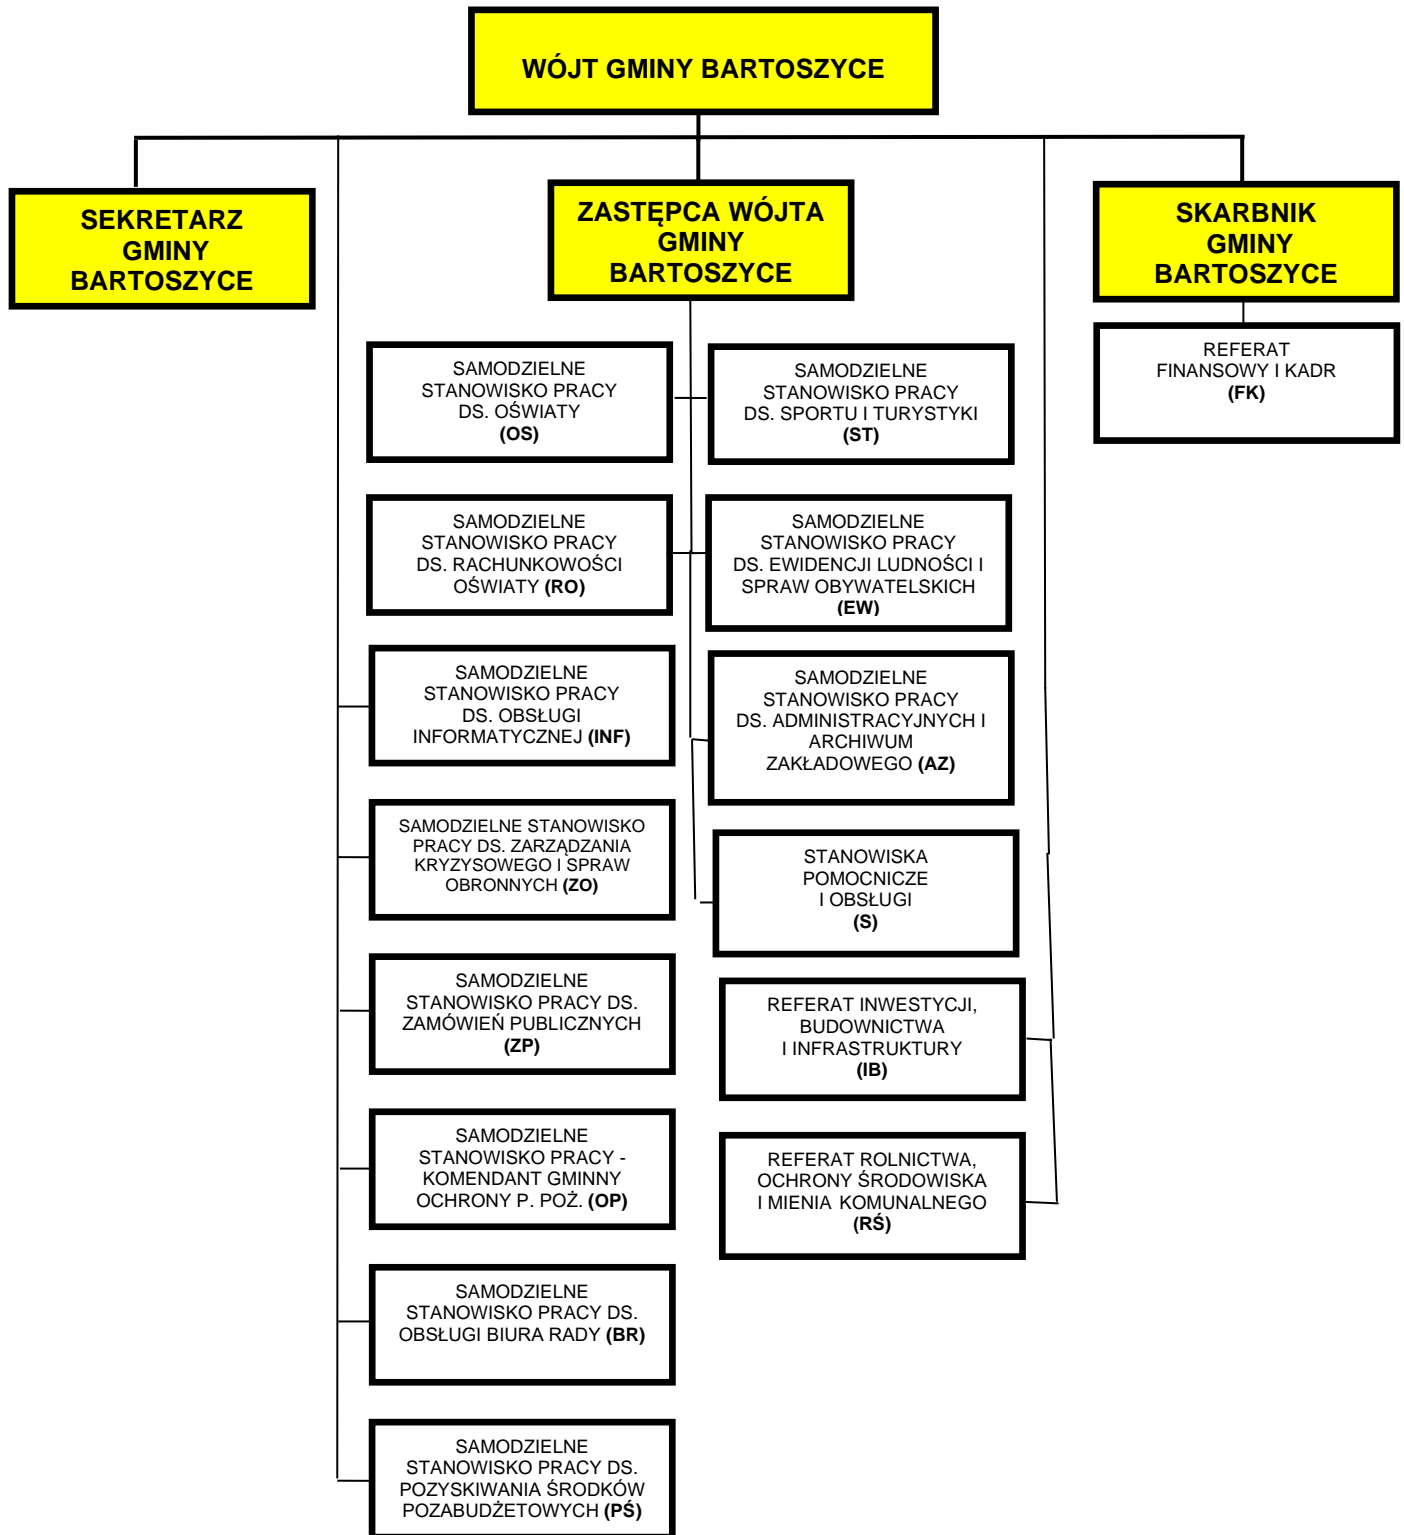 WÓJT GMINY BARTOSZYCE
SEKRETARZ
GMINY
BARTOSZYCE
ZASTĘPCA WÓJTA
GMINY
BARTOSZYCE
SKARBNIK
GMINY
BARTOSZYCE
REFERAT
FINANSOWY I KADR
(FK)
SAMODZIELNE
STANOWISKO PRACY
DS. OŚWIATY
(OS)
SAMODZIELNE
STANOWISKO PRACY
DS. SPORTU I TURYSTYKI
(ST)
SAMODZIELNE
STANOWISKO PRACY
DS. RACHUNKOWOŚCI
OŚWIATY (RO)
SAMODZIELNE
STANOWISKO PRACY
DS. EWIDENCJI LUDNOŚCI I
SPRAW OBYWATELSKICH
(EW)
SAMODZIELNE
STANOWISKO PRACY
DS. OBSŁUGI
INFORMATYCZNEJ (INF)
SAMODZIELNE
STANOWISKO PRACY
DS. ADMINISTRACYJNYCH I
ARCHIWUM
ZAKŁADOWEGO (AZ)
SAMODZIELNE STANOWISKO
PRACY DS. ZARZĄDZANIA
KRYZYSOWEGO I SPRAW
OBRONNYCH (ZO)
STANOWISKA
POMOCNICZE
I OBSŁUGI
(S)
SAMODZIELNE
STANOWISKO PRACY DS.
ZAMÓWIEŃ PUBLICZNYCH
(ZP)
REFERAT INWESTYCJI,
BUDOWNICTWA
I INFRASTRUKTURY
(IB)
SAMODZIELNE
STANOWISKO PRACY -
KOMENDANT GMINNY
OCHRONY P. POŻ. (OP)
REFERAT ROLNICTWA,
OCHRONY ŚRODOWISKA
I MIENIA KOMUNALNEGO
(RŚ)
SAMODZIELNE
STANOWISKO PRACY DS.
OBSŁUGI BIURA RADY (BR)
SAMODZIELNE
STANOWISKO PRACY DS.
POZYSKIWANIA ŚRODKÓW
POZABUDŻETOWYCH (PŚ)